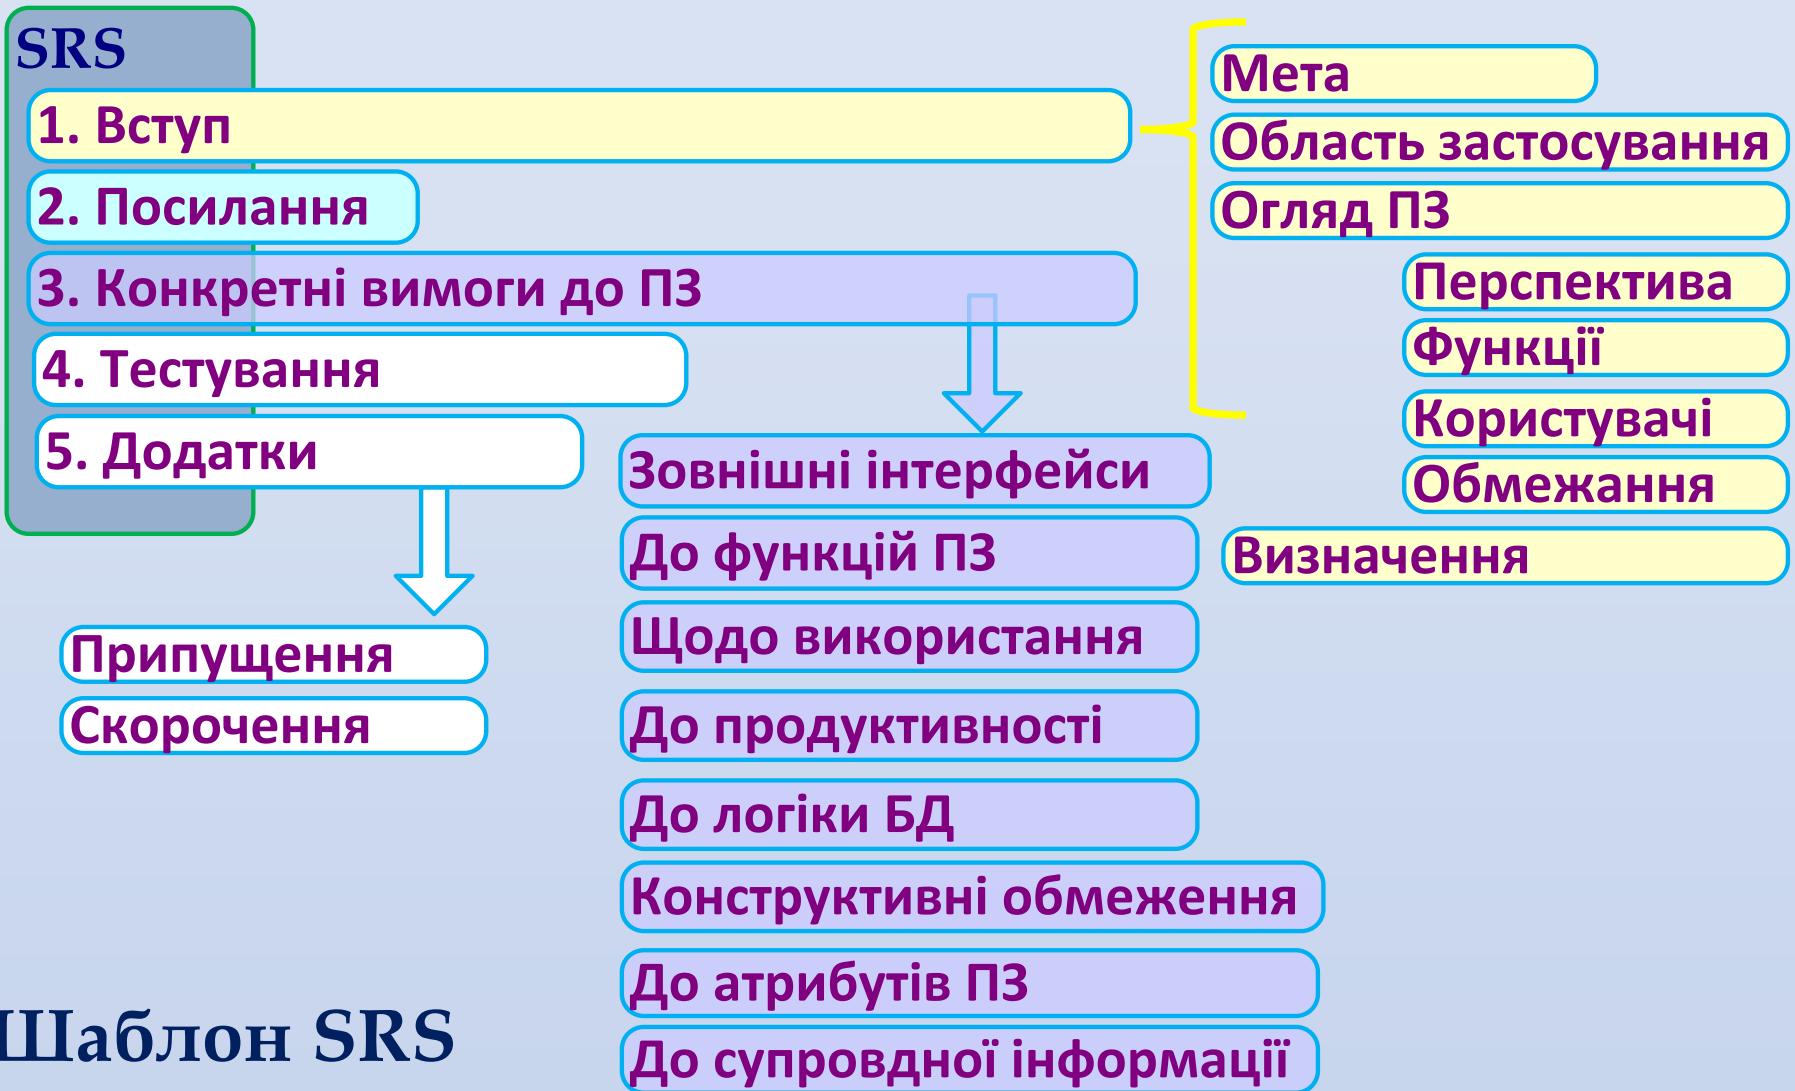 SRS
1. Вступ
2. Посилання
3. Конкретні вимоги до ПЗ
4. Тестування
5. Додатки
Припущення
Скорочення
Зовнішні інтерфейси
До функцій ПЗ
Щодо використання
До продуктивності
До логіки БД
Конструктивні обмеження
До атрибутів ПЗ
До супровдної інформації
Мета
Область застосування
Огляд ПЗ
Перспектива
Функції
Користувачі
Обмежання
Визначення
Шаблон SRS